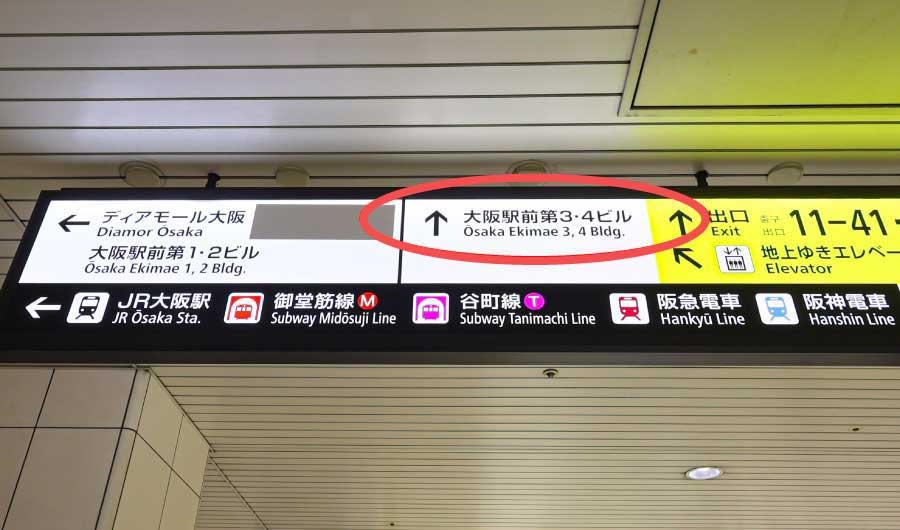 ← ディアモール大阪
Diamor Ōsaka
大阪駅前第1・2ビル
Ōsaka Ekimae 1, 2 Bldg.
↑ 大阪駅前第3・4ビル
Ōsaka Ekimae 3, 4 Bldg.
↑ 出口 출구 11-41
Exit 出口
地上ゆきエレベー
Elevator
← JR大阪駅 御堂筋線 M 谷町線 T 阪急電車 阪神電車
JR Ōsaka Sta. Subway Midōsuji Line Subway Tanimachi Line Hankyū Line Hanshin Line